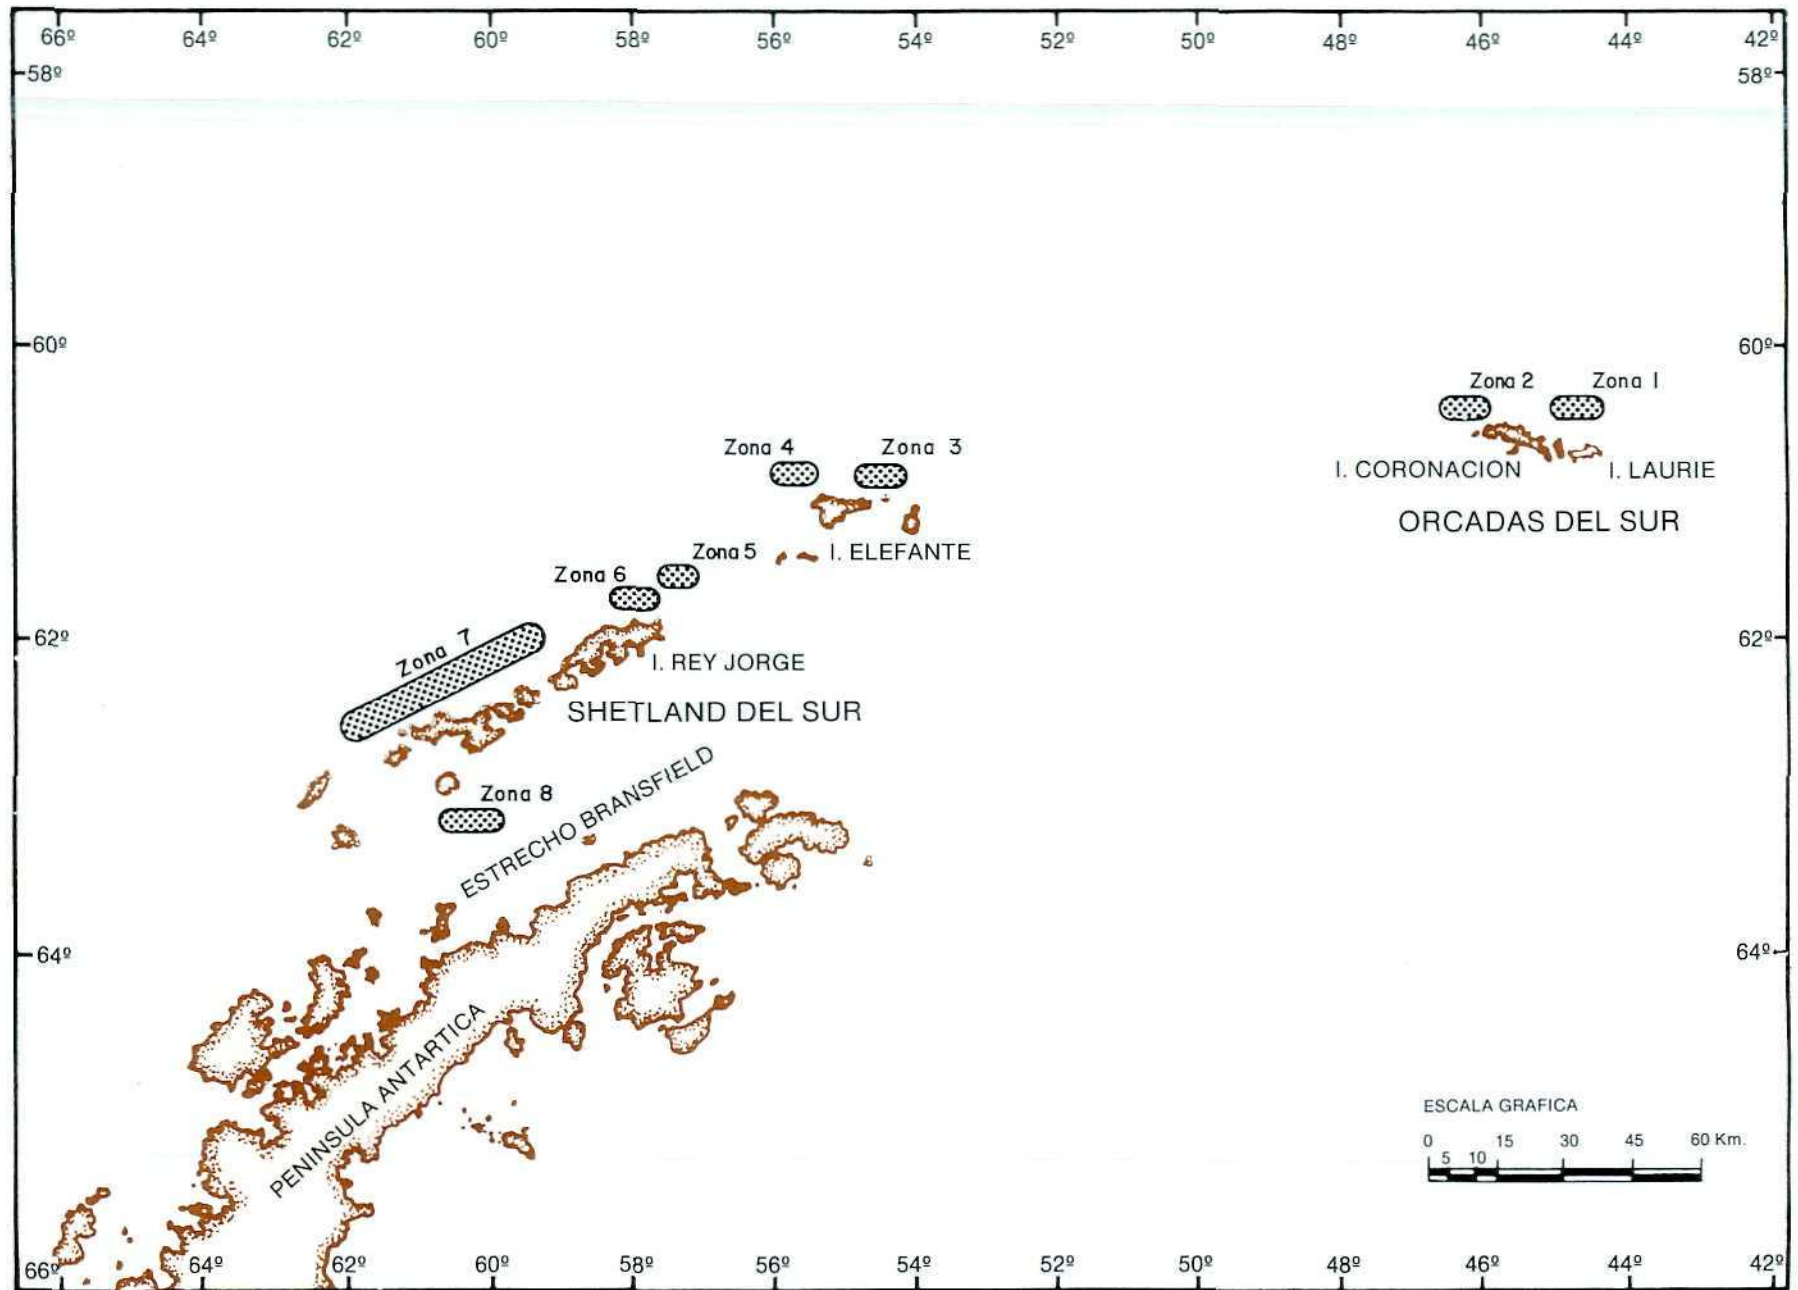 66º 64º 62º 60º 58º 56º 54º 52º 50º 48º 46º 44º 42º
58º 58º
60º 60º
Zona 2 Zona 1
Zona 4 Zona 3
I. CORONACION I. LAURIE
ORCADAS DEL SUR
Zona 5 I. ELEFANTE
Zona 6
62º 62º
Zona 7
I. REY JORGE
SHETLAND DEL SUR
Zona 8
ESTRECHO BRANSFIELD
64º 64º
PENINSULA ANTARTICA
ESCALA GRAFICA
0 15 30 45 60 Km.
5 10
66º 64º 62º 60º 58º 56º 54º 52º 50º 48º 46º 44º 42º